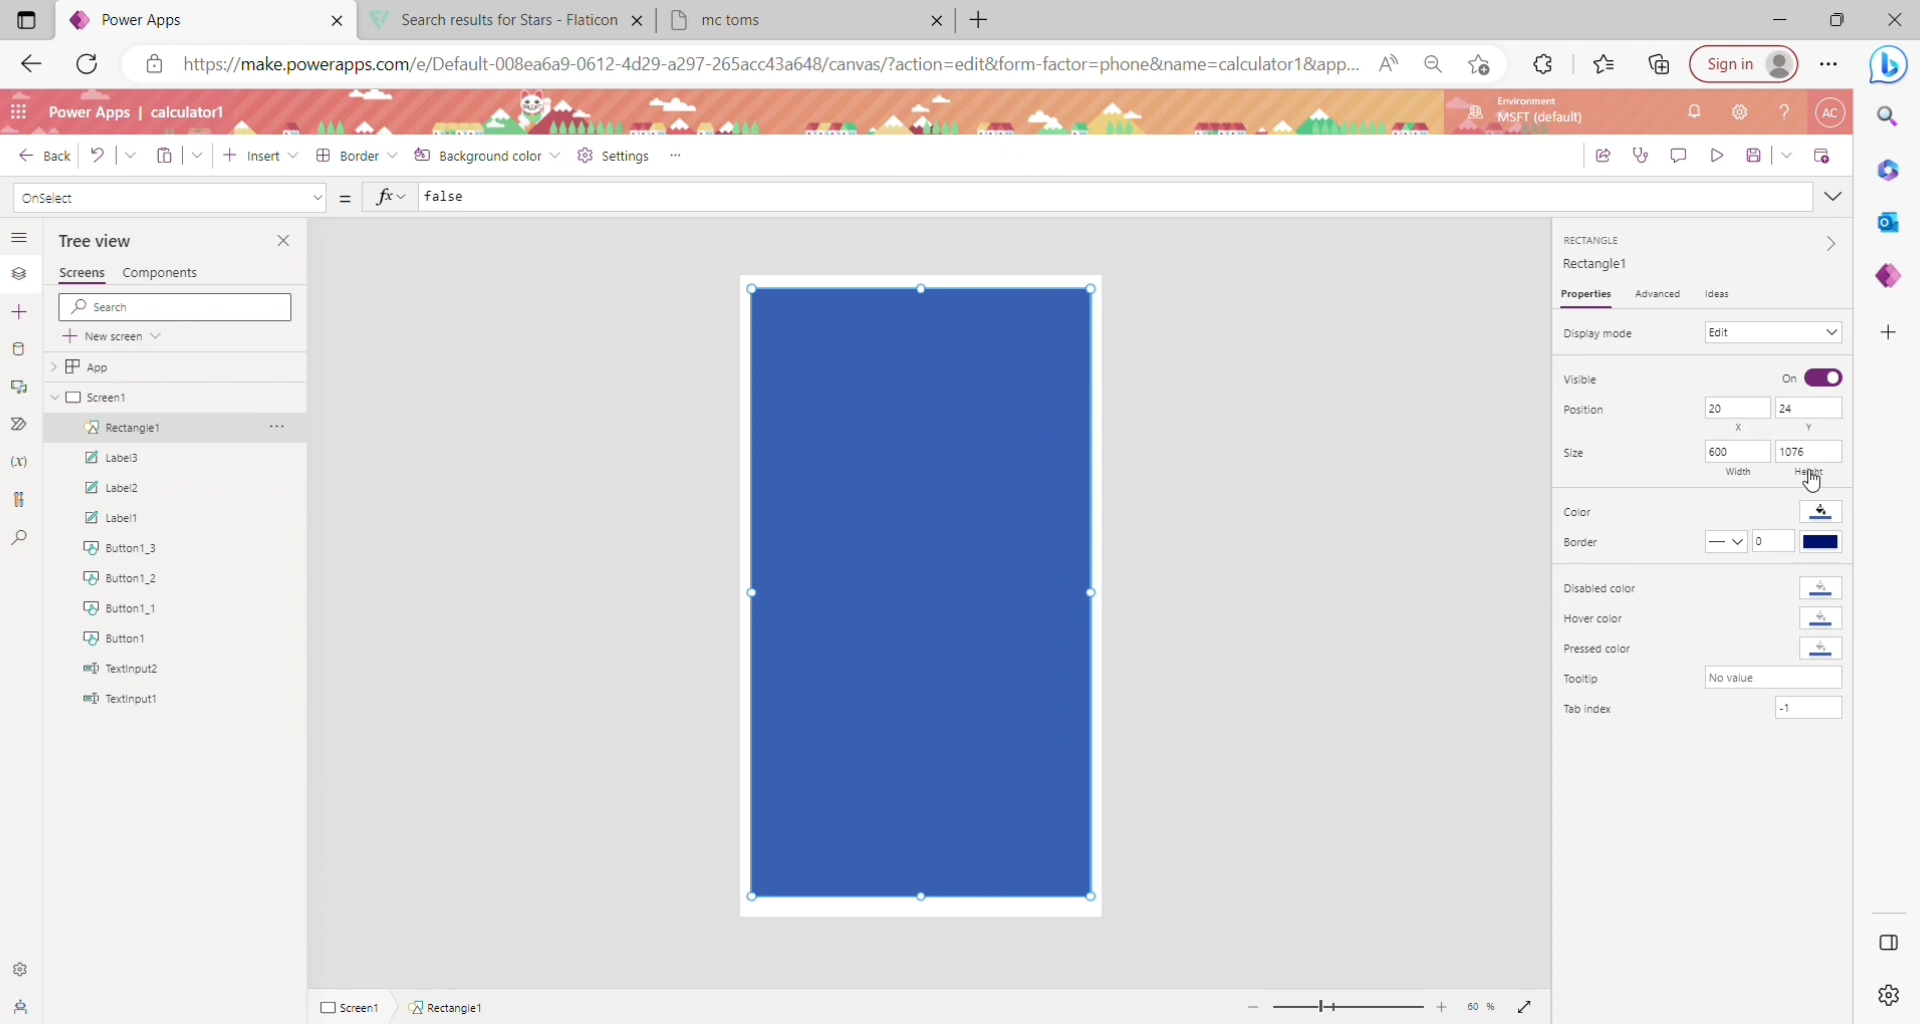 Power Apps
Search results for Stars - Flaticon
mc toms
https://make.powerapps.com/e/Default-008ea6a9-0612-4d29-a297-265acc43a648/canvas/?action=edit&form-factor=phone&name=calculator1&app...
Sign in
Power Apps | calculator1
Environment
MSFT (default)
AC
Back
Insert
Border
Background color
Settings
OnSelect
=
fx
false
Tree view
Screens
Components
Search
New screen
App
Screen1
Rectangle1
Label3
Label2
Label1
Button1_3
Button1_2
Button1_1
Button1
TextInput2
TextInput1
RECTANGLE
Rectangle1
Properties
Advanced
Ideas
Display mode
Edit
Visible
On
Position
20
24
X
Y
Size
600
1076
Width
Height
Color
Border
0
Disabled color
Hover color
Pressed color
Tooltip
No value
Tab index
-1
Screen1
Rectangle1
60 %